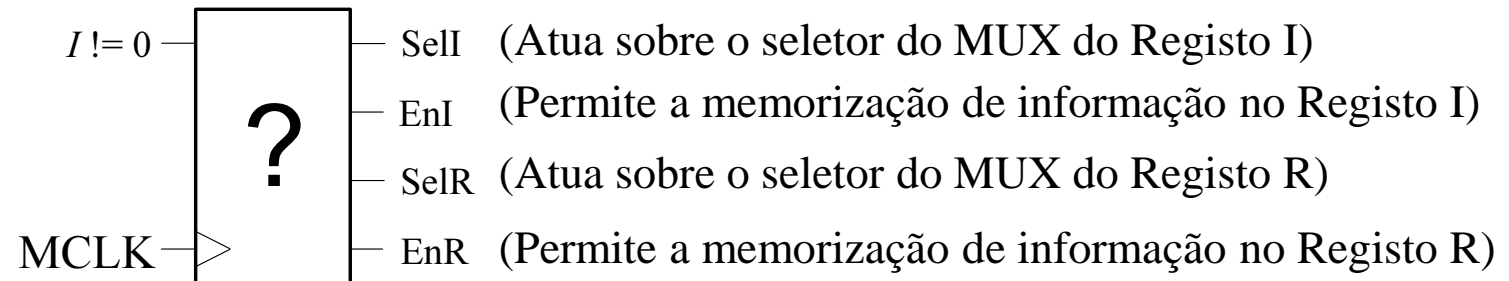 I != 0 SelI (Atua sobre o seletor do MUX do Registo I)
EnI (Permite a memorização de informação no Registo I)
?
SelR (Atua sobre o seletor do MUX do Registo R)
MCLK EnR (Permite a memorização de informação no Registo R)